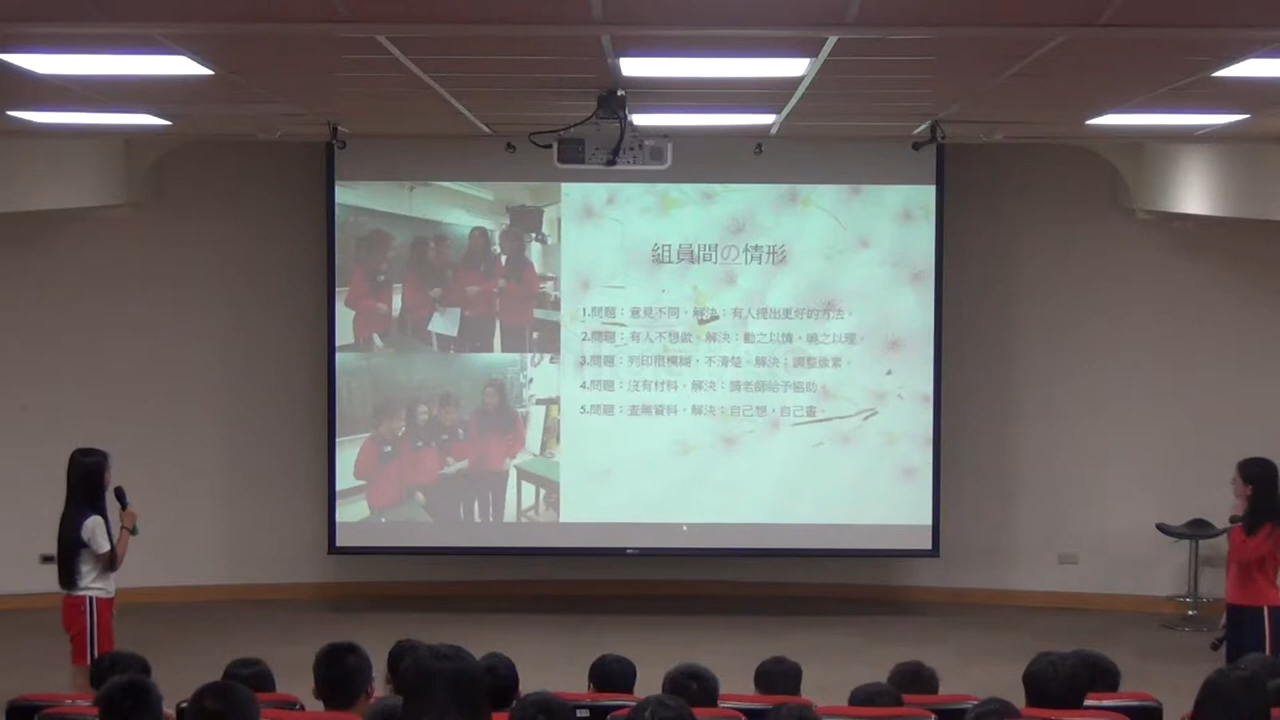 組員間の情形
1.問題：意見不同。解決：有人提出更好的方法。
2.問題：有人不想做。解決：動之以情，曉之以理。
3.問題：列印很模糊，不清楚。解決：調整像素。
4.問題：沒有材料。解決：請老師給予協助。
5.問題：查無資料。解決：自己想，自己畫。